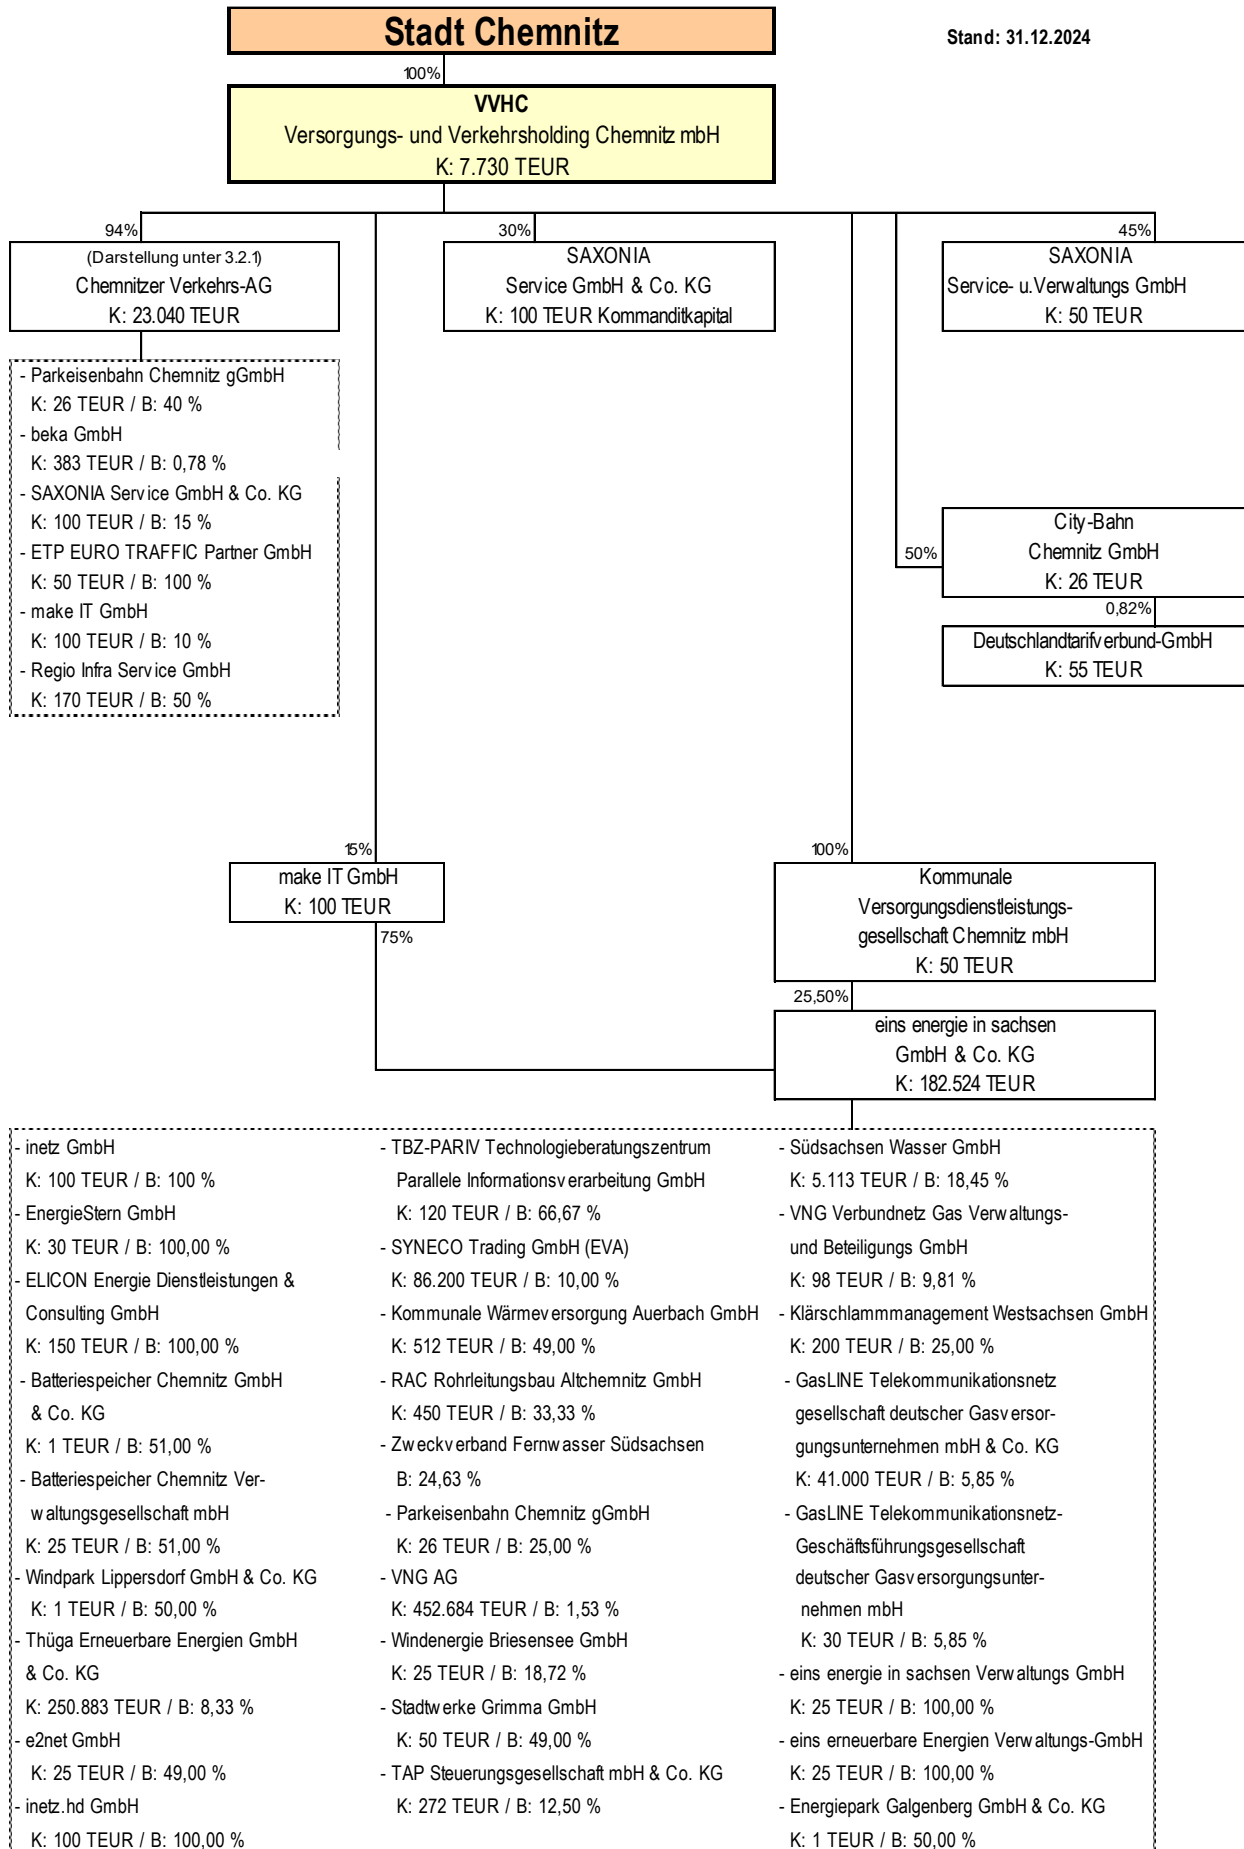 Stadt Chemnitz
Stand: 31.12.2024
100%
VVHC
Versorgungs- und Verkehrsholding Chemnitz mbH
K: 7.730 TEUR
94%
(Darstellung unter 3.2.1)
Chemnitzer Verkehrs-AG
K: 23.040 TEUR
30%
SAXONIA
Service GmbH & Co. KG
K: 100 TEUR Kommanditkapital
45%
SAXONIA
Service- u.Verwaltungs GmbH
K: 50 TEUR
- Parkeisenbahn Chemnitz gGmbH
K: 26 TEUR / B: 40 %
- beka GmbH
K: 383 TEUR / B: 0,78 %
- SAXONIA Service GmbH & Co. KG
K: 100 TEUR / B: 15 %
- ETP EURO TRAFFIC Partner GmbH
K: 50 TEUR / B: 100 %
- make IT GmbH
K: 100 TEUR / B: 10 %
- Regio Infra Service GmbH
K: 170 TEUR / B: 50 %
50%
City-Bahn
Chemnitz GmbH
K: 26 TEUR
0,82%
Deutschlandtarifverbund-GmbH
K: 55 TEUR
15%
make IT GmbH
K: 100 TEUR
75%
100%
Kommunale
Versorgungsdienstleistungs-
gesellschaft Chemnitz mbH
K: 50 TEUR
25,50%
eins energie in sachsen
GmbH & Co. KG
K: 182.524 TEUR
- inetz GmbH
K: 100 TEUR / B: 100 %
- EnergieStern GmbH
K: 30 TEUR / B: 100,00 %
- ELICON Energie Dienstleistungen &
Consulting GmbH
K: 150 TEUR / B: 100,00 %
- Batteriespeicher Chemnitz GmbH
& Co. KG
K: 1 TEUR / B: 51,00 %
- Batteriespeicher Chemnitz Ver-
waltungsgesellschaft mbH
K: 25 TEUR / B: 51,00 %
- Windpark Lippersdorf GmbH & Co. KG
K: 1 TEUR / B: 50,00 %
- Thüga Erneuerbare Energien GmbH
& Co. KG
K: 250.883 TEUR / B: 8,33 %
- e2net GmbH
K: 25 TEUR / B: 49,00 %
- inetz.hd GmbH
K: 100 TEUR / B: 100,00 %
- TBZ-PARIV Technologieberatungszentrum
Parallele Informationsverarbeitung GmbH
K: 120 TEUR / B: 66,67 %
- SYNECO Trading GmbH (EVA)
K: 86.200 TEUR / B: 10,00 %
- Kommunale Wärmeversorgung Auerbach GmbH
K: 512 TEUR / B: 49,00 %
- RAC Rohrleitungsbau Altchemnitz GmbH
K: 450 TEUR / B: 33,33 %
- Zweckverband Fernwasser Südsachsen
B: 24,63 %
- Parkeisenbahn Chemnitz gGmbH
K: 26 TEUR / B: 25,00 %
- VNG AG
K: 452.684 TEUR / B: 1,53 %
- Windenergie Briesensee GmbH
K: 25 TEUR / B: 18,72 %
- Stadtwerke Grimma GmbH
K: 50 TEUR / B: 49,00 %
- TAP Steuerungsgesellschaft mbH & Co. KG
K: 272 TEUR / B: 12,50 %
- Südsachsen Wasser GmbH
K: 5.113 TEUR / B: 18,45 %
- VNG Verbundnetz Gas Verwaltungs-
und Beteiligungs GmbH
K: 98 TEUR / B: 9,81 %
- Klärschlammmanagement Westsachsen GmbH
K: 200 TEUR / B: 25,00 %
- GasLINE Telekommunikationsnetz
gesellschaft deutscher Gasversor-
gungsunternehmen mbH & Co. KG
K: 41.000 TEUR / B: 5,85 %
- GasLINE Telekommunikationsnetz-
Geschäftsführungsgesellschaft
deutscher Gasversorgungsunter-
nehmen mbH
K: 30 TEUR / B: 5,85 %
- eins energie in sachsen Verwaltungs GmbH
K: 25 TEUR / B: 100,00 %
- eins erneuerbare Energien Verwaltungs-GmbH
K: 25 TEUR / B: 100,00 %
- Energiepark Galgenberg GmbH & Co. KG
K: 1 TEUR / B: 50,00 %